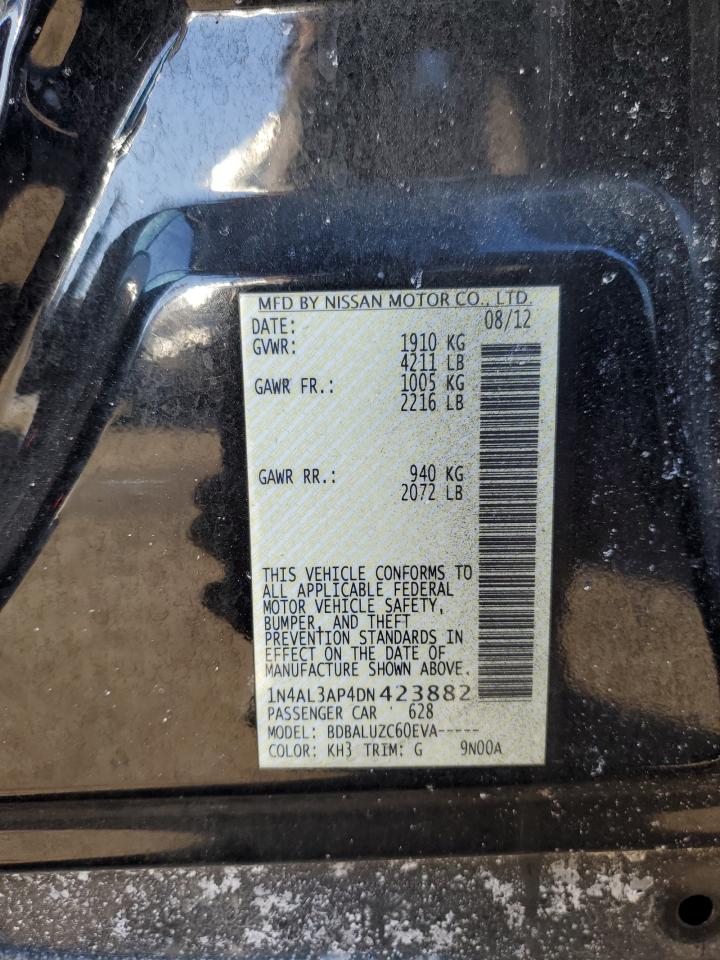 MFD BY NISSAN MOTOR CO., LTD.
DATE: 08/12
GVWR: 1910 KG
4211 LB
GAWR FR.: 1005 KG
2216 LB
GAWR RR.: 940 KG
2072 LB
THIS VEHICLE CONFORMS TO
ALL APPLICABLE FEDERAL
MOTOR VEHICLE SAFETY,
BUMPER, AND THEFT
PREVENTION STANDARDS IN
EFFECT ON THE DATE OF
MANUFACTURE SHOWN ABOVE.
1N4AL3AP4DN423882
PASSENGER CAR 628
MODEL: BDBALUZC60EVA-----
COLOR: KH3 TRIM: G 9N00A